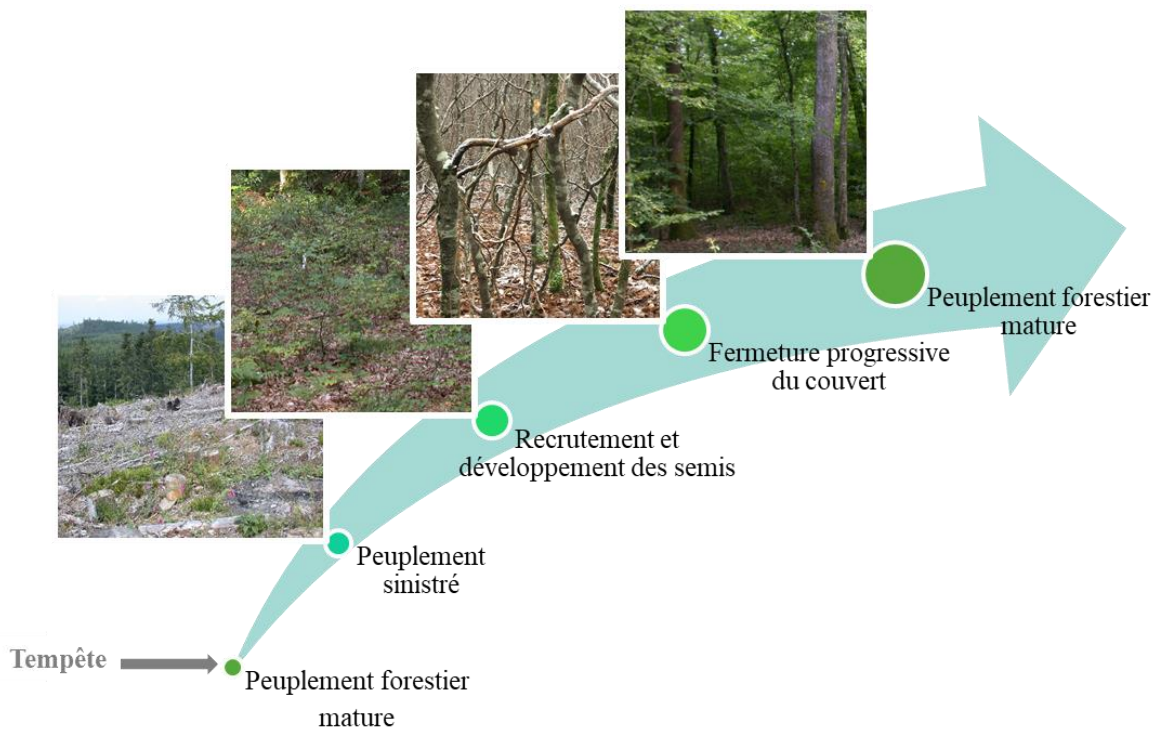 Peuplement forestier
mature
Fermeture progressive
du couvert
Recrutement et
développement des semis
Peuplement
sinistré
Tempête
Peuplement forestier
mature